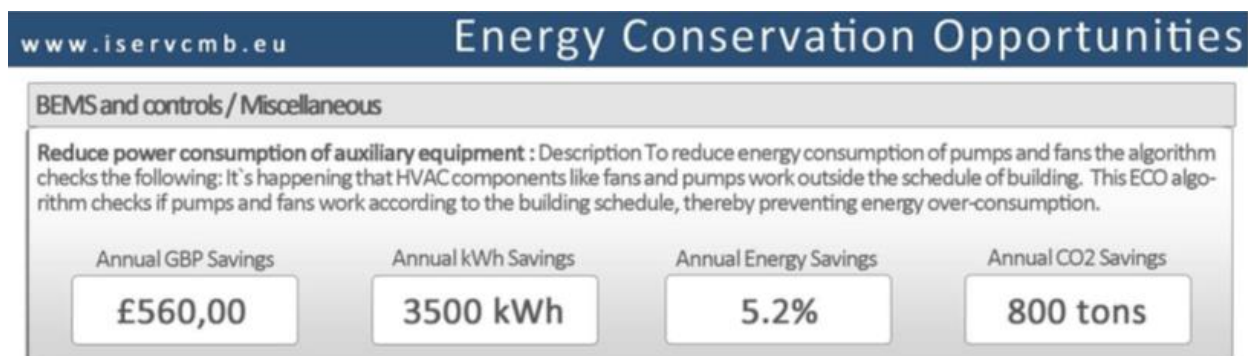 www.iservcmb.eu Energy Conservation Opportunities
BEMS and controls / Miscellaneous
Reduce power consumption of auxiliary equipment : Description To reduce energy consumption of pumps and fans the algorithm
checks the following: It`s happening that HVAC components like fans and pumps work outside the schedule of building. This ECO algo-
rithm checks if pumps and fans work according to the building schedule, thereby preventing energy over-consumption.
Annual GBP Savings Annual kWh Savings Annual Energy Savings Annual CO2 Savings
£560,00 3500 kWh 5.2% 800 tons